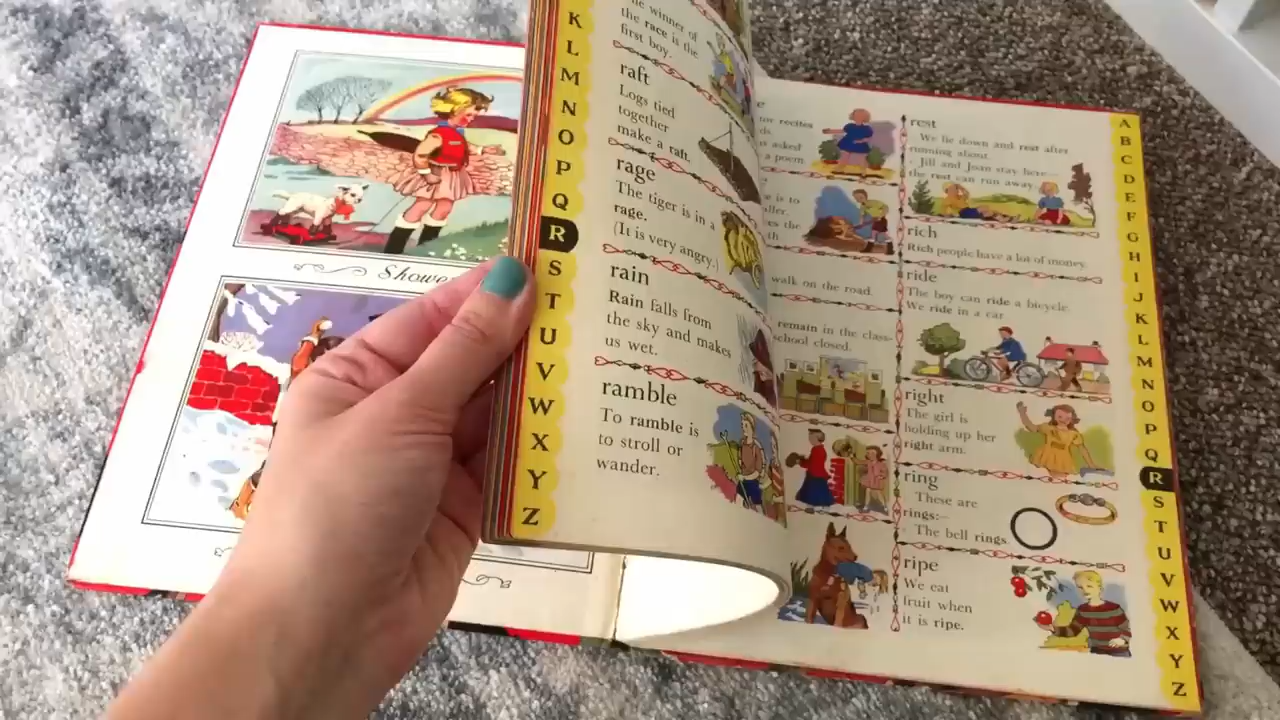 Showe
K
L
M
N
O
P
Q
R
S
T
U
V
W
X
Y
Z
he winner of
the race is the
first boy.
raft
Logs tied
together
make a raft.
rage
The tiger is in a
rage.
(It is very angry.)
rain
Rain falls from
the sky and makes
us wet.
ramble
To ramble is
to stroll or
wander.
recites
is asked
a poem.
e is to
the
walk on the road.
remain in the class-
school closed.
rest
We lie down and rest after
running about.
Jill and Joan stay here—
the rest can run away.
rich
Rich people have a lot of money.
ride
The boy can ride a bicycle.
We ride in a car
right
The girl is
holding up her
right arm.
ring
These are
rings:—
The bell rings.
ripe
We eat
fruit when
it is ripe.
A
B
C
D
E
F
G
H
I
J
K
L
M
N
O
P
Q
R
S
T
U
V
W
X
Y
Z